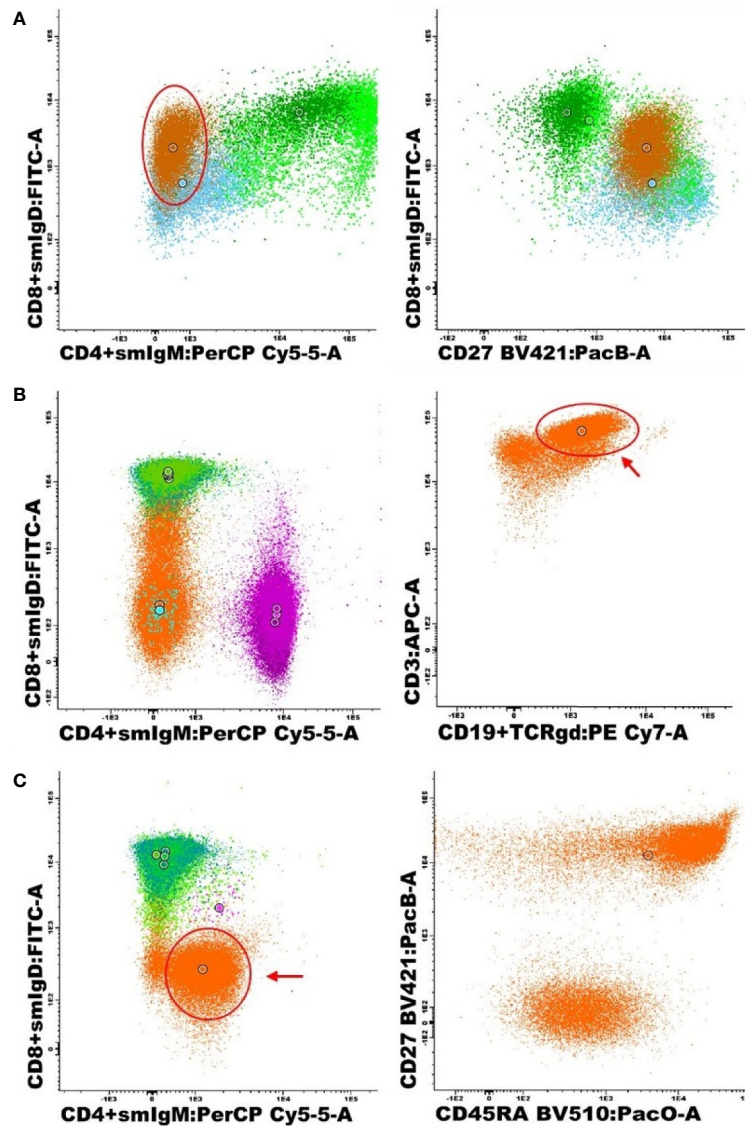 A
1E5
1E4
1E3
1E2
0
CD8+smIgD:FITC-A
-1E3 0 1E3 1E4 1E5
CD4+smIgM:PerCP Cy5-5-A
1E5
1E4
1E3
1E2
0
CD8+smIgD:FITC-A
-1E2 0 1E3 1E4 1E5
CD27 BV421:PacB-A
B
1E5
1E4
1E3
1E2
0
-1E2
CD8+smIgD:FITC-A
-1E3 0 1E3 1E4 1E5
CD4+smIgM:PerCP Cy5-5-A
1E5
1E4
1E3
1E2
0
-1E2
CD3:APC-A
-1E3 0 1E3 1E4 1E5
CD19+TCRgd:PE Cy7-A
C
1E5
1E4
1E3
1E2
0
CD8+smIgD:FITC-A
-1E3 0 1E3 1E4 1E5
CD4+smIgM:PerCP Cy5-5-A
1E5
1E4
1E3
1E2
-1E2
CD27 BV421:PacB-A
-1E2 0 1E3 1E4 1E5
CD45RA BV510:PacO-A